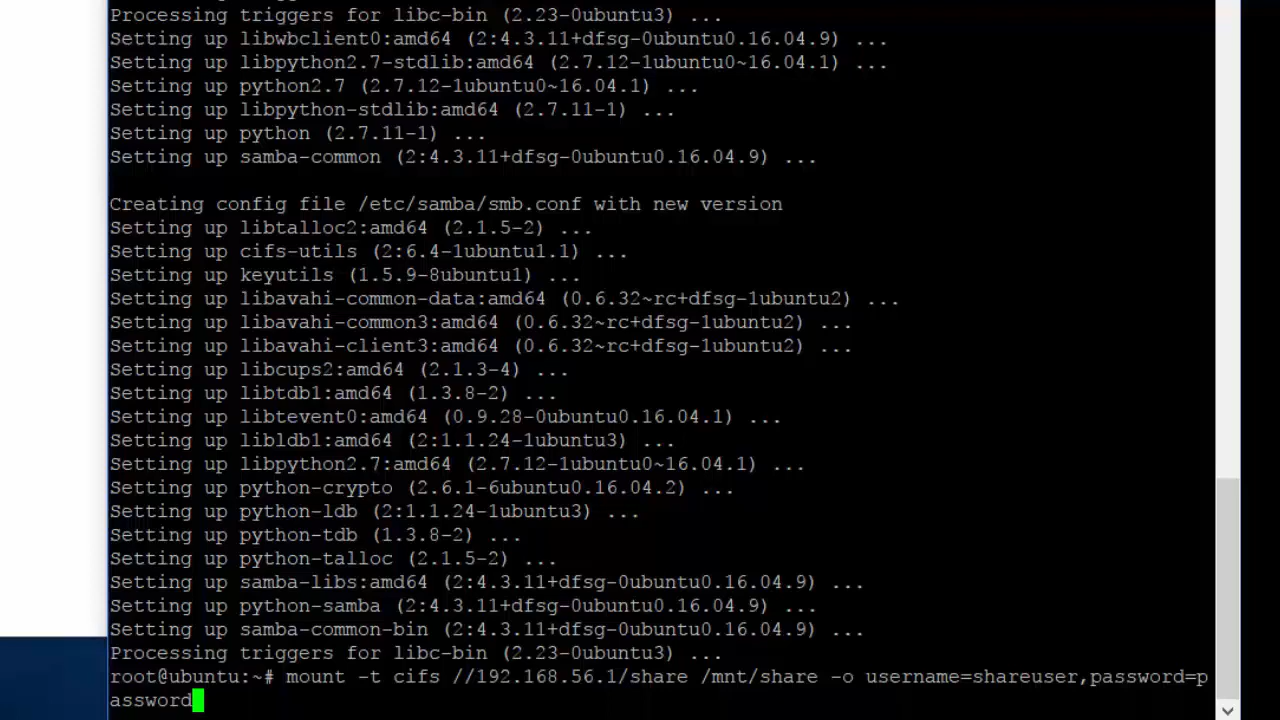 Processing triggers for libc-bin (2.23-0ubuntu3) ...
Setting up libwbclient0:amd64 (2:4.3.11+dfsg-0ubuntu0.16.04.9) ...
Setting up libpython2.7-stdlib:amd64 (2.7.12-1ubuntu0~16.04.1) ...
Setting up python2.7 (2.7.12-1ubuntu0~16.04.1) ...
Setting up libpython-stdlib:amd64 (2.7.11-1) ...
Setting up python (2.7.11-1) ...
Setting up samba-common (2:4.3.11+dfsg-0ubuntu0.16.04.9) ...
Creating config file /etc/samba/smb.conf with new version
Setting up libtalloc2:amd64 (2.1.5-2) ...
Setting up cifs-utils (2:6.4-1ubuntu1.1) ...
Setting up keyutils (1.5.9-8ubuntu1) ...
Setting up libavahi-common-data:amd64 (0.6.32~rc+dfsg-1ubuntu2) ...
Setting up libavahi-common3:amd64 (0.6.32~rc+dfsg-1ubuntu2) ...
Setting up libavahi-client3:amd64 (0.6.32~rc+dfsg-1ubuntu2) ...
Setting up libcups2:amd64 (2.1.3-4) ...
Setting up libtdb1:amd64 (1.3.8-2) ...
Setting up libtevent0:amd64 (0.9.28-0ubuntu0.16.04.1) ...
Setting up libldb1:amd64 (2:1.1.24-1ubuntu3) ...
Setting up libpython2.7:amd64 (2.7.12-1ubuntu0~16.04.1) ...
Setting up python-crypto (2.6.1-6ubuntu0.16.04.2) ...
Setting up python-ldb (2:1.1.24-1ubuntu3) ...
Setting up python-tdb (1.3.8-2) ...
Setting up python-talloc (2.1.5-2) ...
Setting up samba-libs:amd64 (2:4.3.11+dfsg-0ubuntu0.16.04.9) ...
Setting up python-samba (2:4.3.11+dfsg-0ubuntu0.16.04.9) ...
Setting up samba-common-bin (2:4.3.11+dfsg-0ubuntu0.16.04.9) ...
Processing triggers for libc-bin (2.23-0ubuntu3) ...
root@ubuntu:~# mount -t cifs //192.168.56.1/share /mnt/share -o username=shareuser,password=p
assword